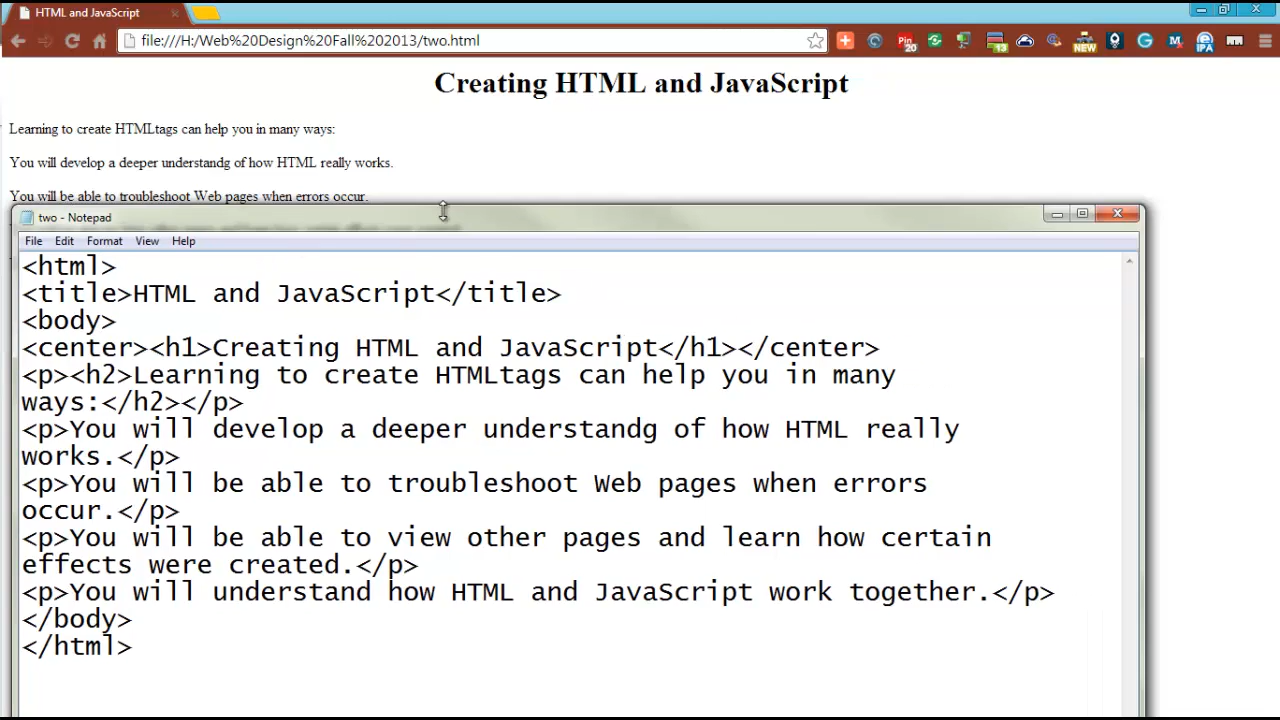 HTML and JavaScript
file:///H:/Web%20Design%20Fall%202013/two.html
20
13
NEW
IPA
Creating HTML and JavaScript
Learning to create HTMLtags can help you in many ways:
You will develop a deeper understandg of how HTML really works.
You will be able to troubleshoot Web pages when errors occur.
two - Notepad
File Edit Format View Help
<html>
<title>HTML and JavaScript</title>
<body>
<center><h1>Creating HTML and JavaScript</h1></center>
<p><h2>Learning to create HTMLtags can help you in many
ways:</h2></p>
<p>You will develop a deeper understandg of how HTML really
works.</p>
<p>You will be able to troubleshoot Web pages when errors
occur.</p>
<p>You will be able to view other pages and learn how certain
effects were created.</p>
<p>You will understand how HTML and JavaScript work together.</p>
</body>
</html>